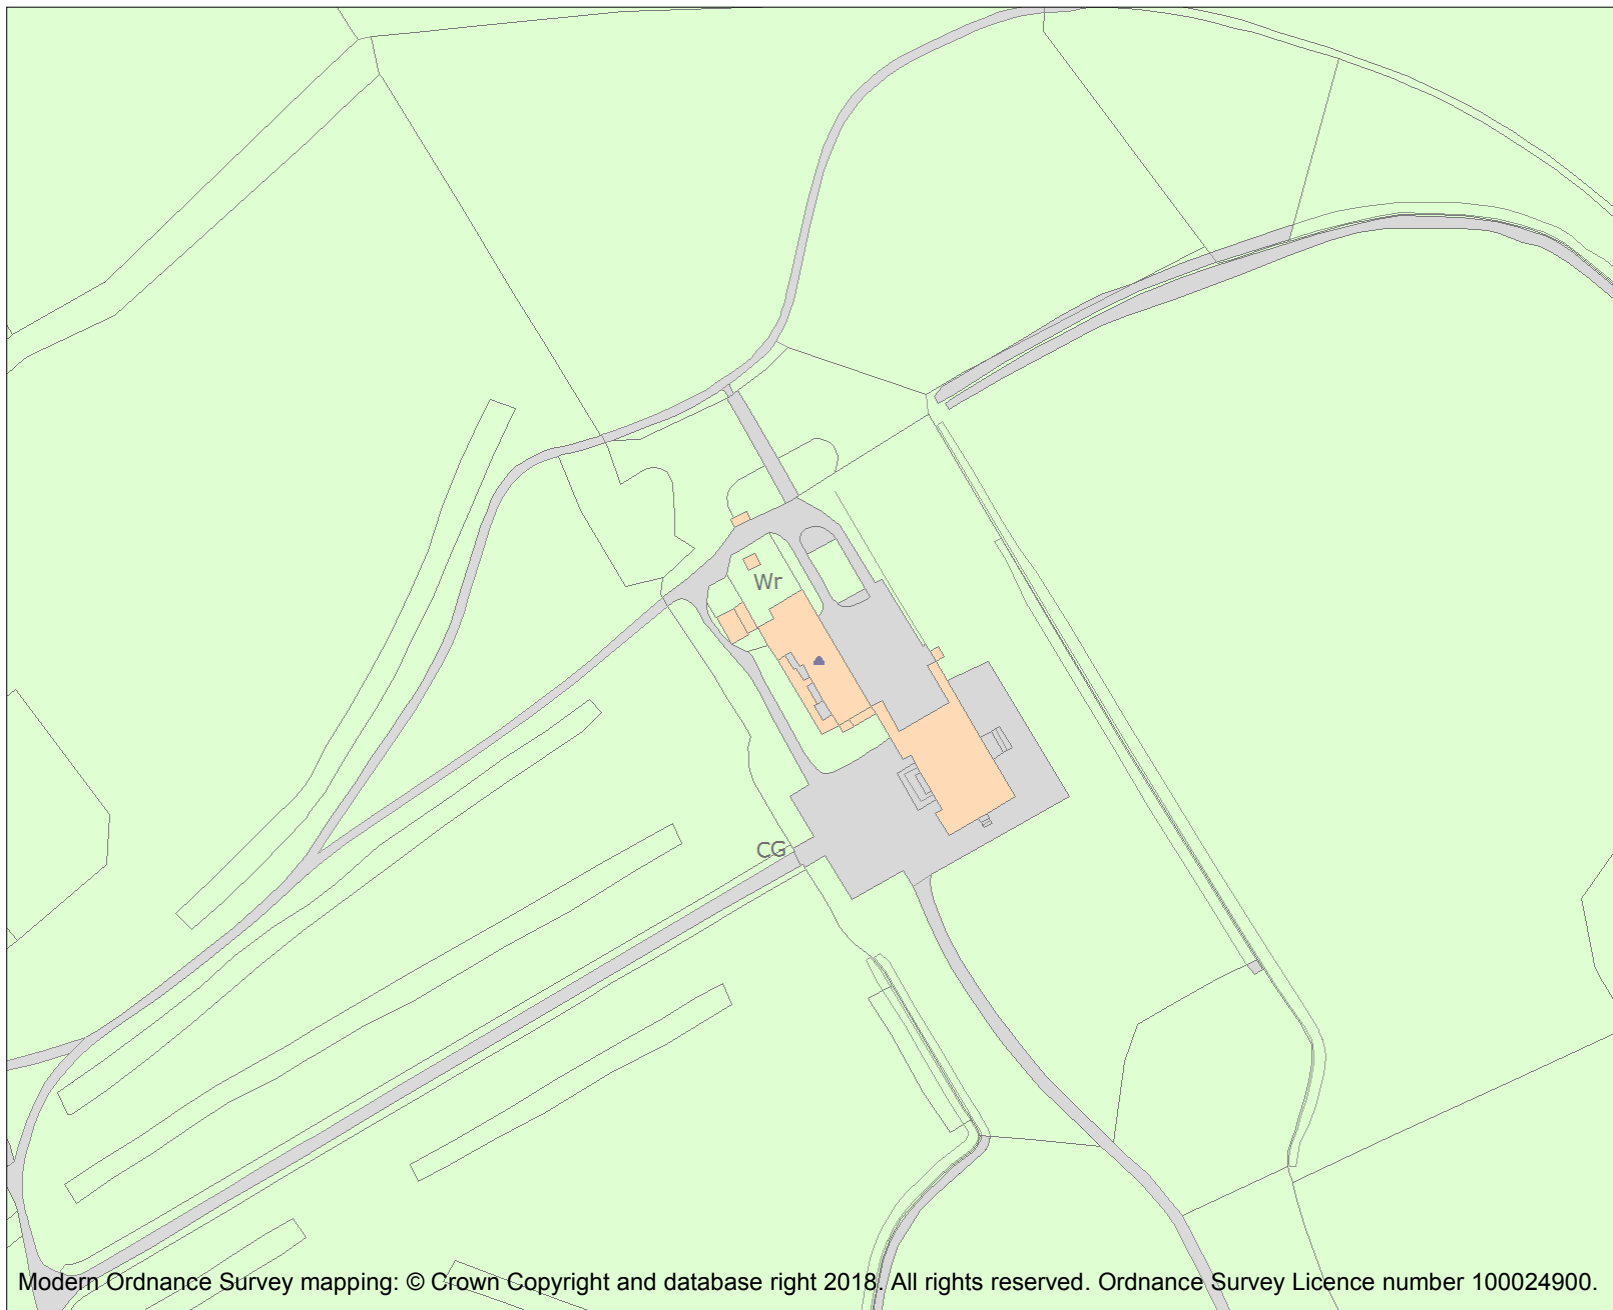 Wr
CG
Modern Ordnance Survey mapping: © Crown Copyright and database right 2018. All rights reserved. Ordnance Survey Licence number 100024900.